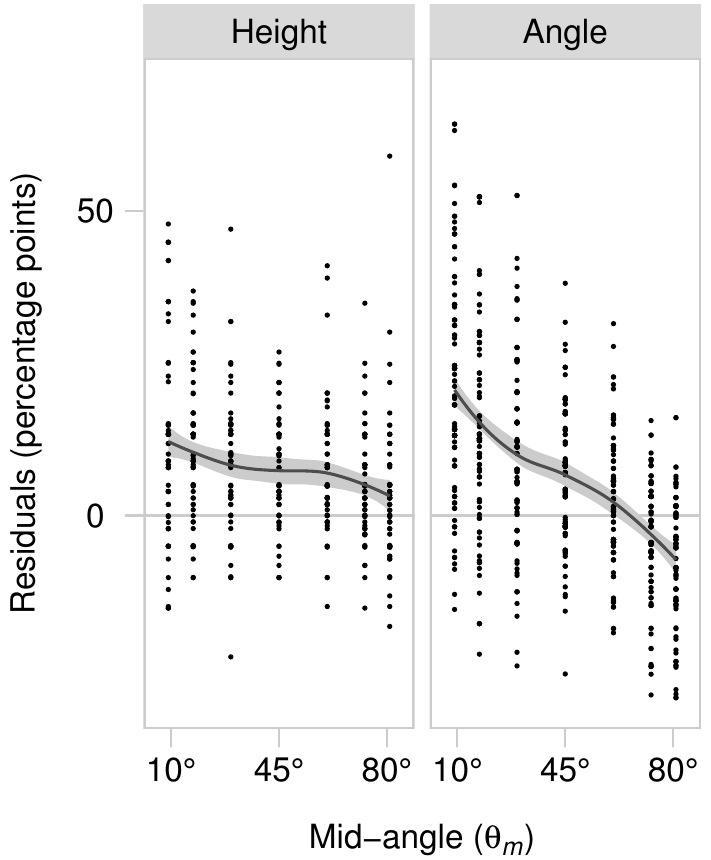 Height Angle
Residuals (percentage points)
50
0
10° 45° 80° 10° 45° 80°
Mid−angle (θm)